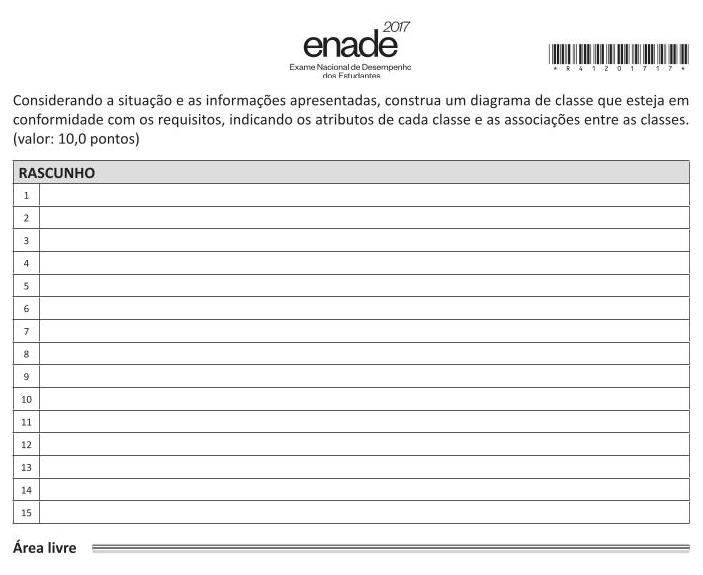 2017
enade
Exame Nacional de Desempenho
dos Estudantes
* R 4 1 2 0 1 7 1 7 *
Considerando a situação e as informações apresentadas, construa um diagrama de classe que esteja em
conformidade com os requisitos, indicando os atributos de cada classe e as associações entre as classes.
(valor: 10,0 pontos)
RASCUNHO
1
2
3
4
5
6
7
8
9
10
11
12
13
14
15
Área livre